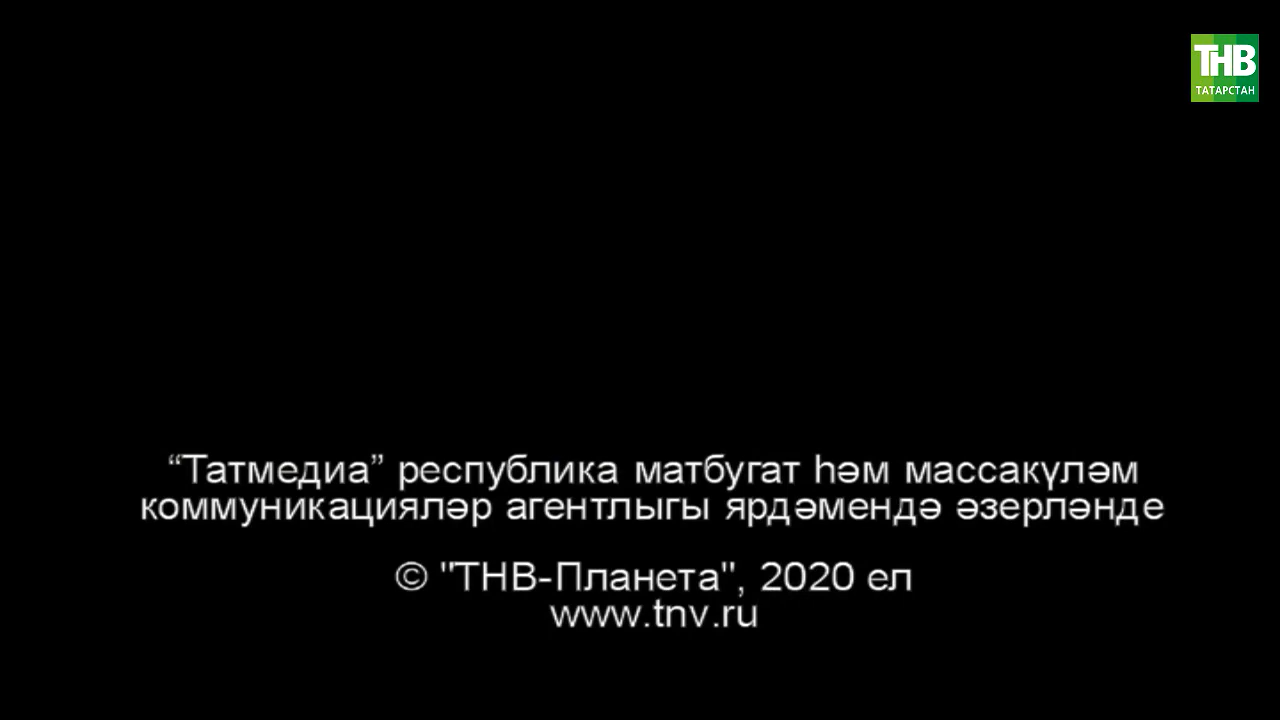 ТНВ
ТАТАРСТАН
“Татмедиа” республика матбугат һәм массакүләм
коммуникацияләр агентлыгы ярдәмендә әзерләнде
© "ТНВ-Планета", 2020 ел
www.tnv.ru